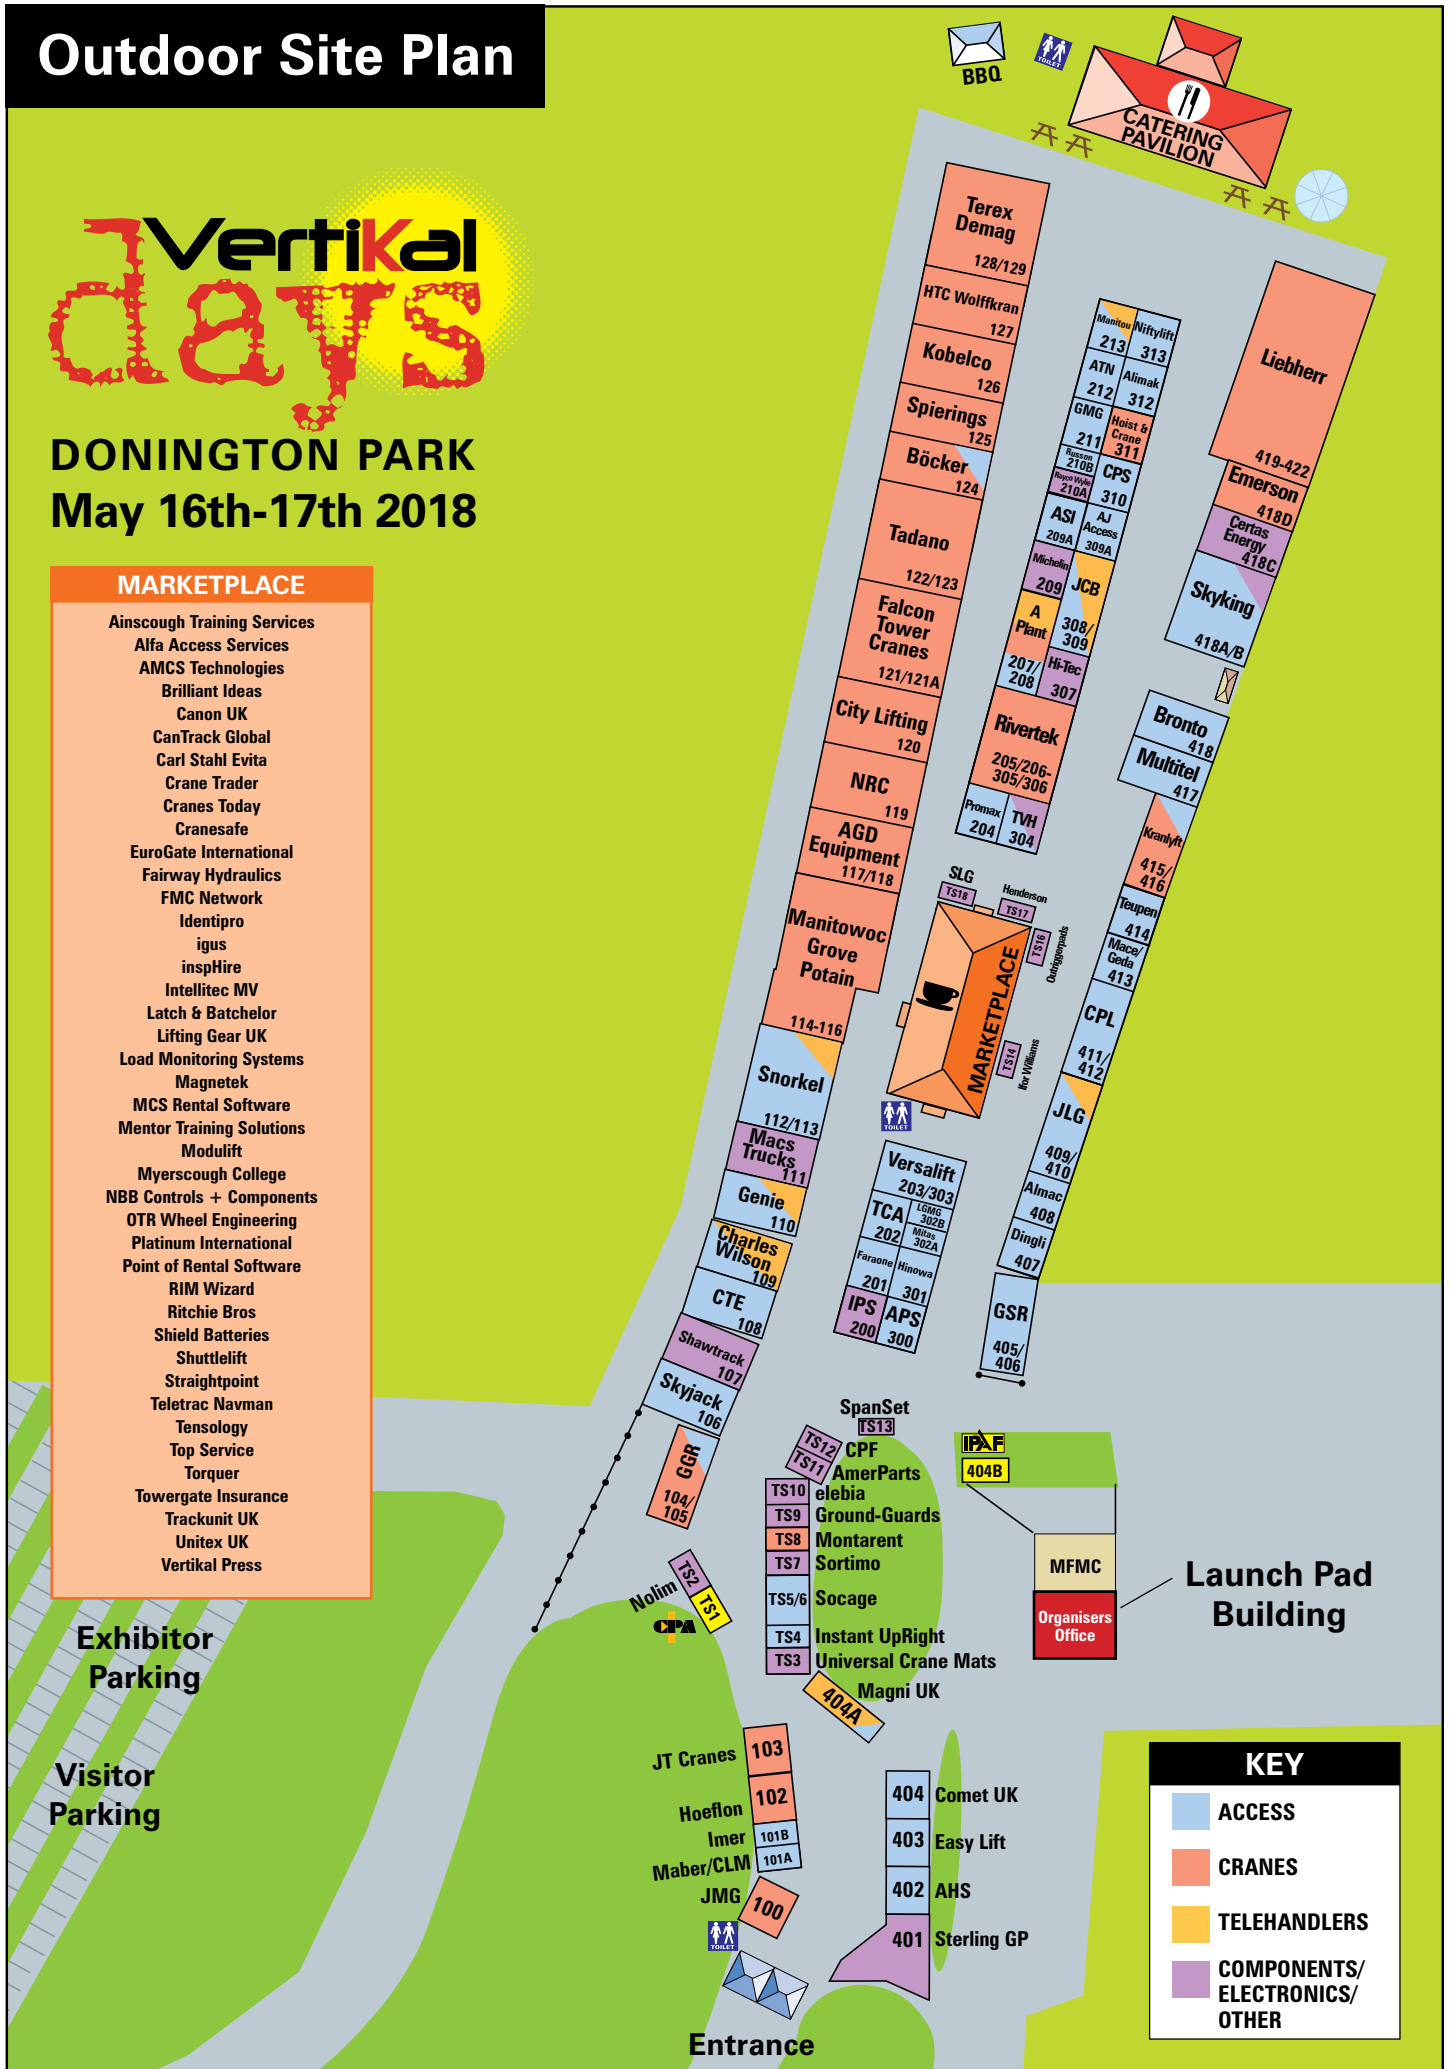 Outdoor Site Plan
VertiKal
days
DONINGTON PARK
May 16th-17th 2018
MARKETPLACE
Ainscough Training Services
Alfa Access Services
AMCS Technologies
Brilliant Ideas
Canon UK
CanTrack Global
Carl Stahl Evita
Crane Trader
Cranes Today
Cranesafe
EuroGate International
Fairway Hydraulics
FMC Network
Identipro
igus
inspHire
Intellitec MV
Latch & Batchelor
Lifting Gear UK
Load Monitoring Systems
Magnetek
MCS Rental Software
Mentor Training Solutions
Modulift
Myerscough College
NBB Controls + Components
OTR Wheel Engineering
Platinum International
Point of Rental Software
RIM Wizard
Ritchie Bros
Shield Batteries
Shuttlelift
Straightpoint
Teletrac Navman
Tensology
Top Service
Torquer
Towergate Insurance
Trackunit UK
Unitex UK
Vertikal Press
Exhibitor
Parking
Visitor
Parking
BBQ
TOILET
CATERING
PAVILION
Terex
Demag
128/129
HTC Wolffkran
127
Kobelco
126
Spierings
125
Böcker
124
Tadano
122/123
Falcon
Tower
Cranes
121/121A
City Lifting
120
NRC
119
AGD
Equipment
117/118
Manitowoc
Grove
Potain
114-116
Snorkel
112/113
Macs
Trucks
111
Genie
110
Charles
Wilson
109
CTE
108
Shawtrack
107
Skyjack
106
GGR
104/
105
Manitou
213
Niftylift
313
ATN
212
Alimak
312
GMG
211
Hoist &
Crane
311
Russon
210B
Rayco Wylie
210A
CPS
310
ASI
209A
AJ
Access
309A
Michelin
209
JCB
308/
309
A
Plant
207/
208
Hi-Tec
307
Rivertek
205/206-
305/306
Promax
204
TVH
304
SLG
TS18
Henderson
TS17
TS16
Outriggerpads
MARKETPLACE
TS14
Ifor Williams
TOILET
Versalift
203/303
TCA
202
LGMG
302B
Mitas
302A
Faraone
201
Hinowa
301
IPS
200
APS
300
Liebherr
419-422
Emerson
418D
Certas
Energy
418C
Skyking
418A/B
Bronto
418
Multitel
417
Kranlyft
415/
416
Teupen
414
Mace/
Geda
413
CPL
411/
412
JLG
409/
410
Almac
408
Dingli
407
GSR
405/
406
SpanSet
TS13
TS12
CPF
TS11
AmerParts
TS10
elebia
TS9
Ground-Guards
TS8
Montarent
TS7
Sortimo
TS5/6
Socage
TS4
Instant UpRight
TS3
Universal Crane Mats
404A
Magni UK
Nolim
TS2
TS1
CPA
IPAF
404B
MFMC
Organisers
Office
Launch Pad
Building
JT Cranes
103
Hoeflon
102
Imer
101B
Maber/CLM
101A
JMG
100
TOILET
404
Comet UK
403
Easy Lift
402
AHS
401
Sterling GP
Entrance
KEY
ACCESS
CRANES
TELEHANDLERS
COMPONENTS/
ELECTRONICS/
OTHER